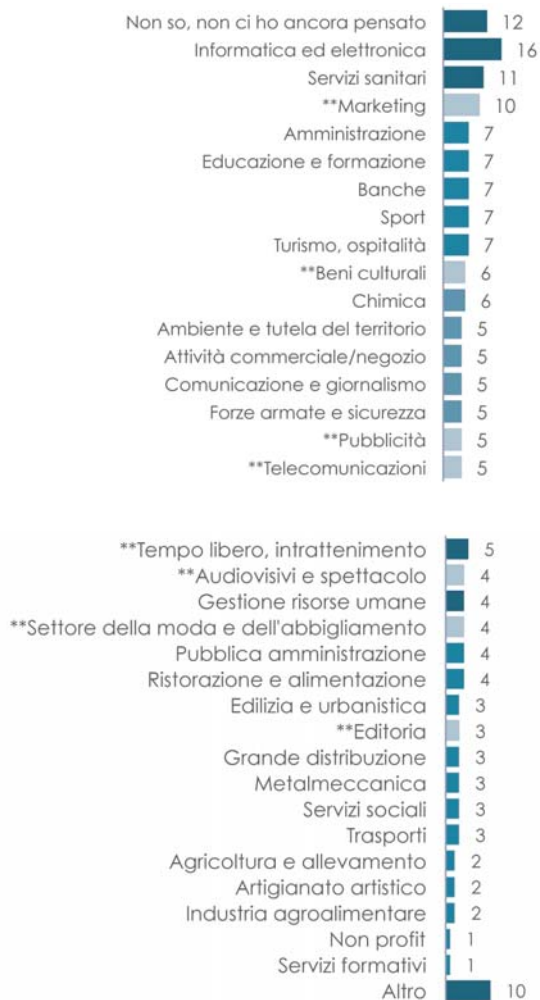 Non so, non ci ho ancora pensato 12
Informatica ed elettronica 16
Servizi sanitari 11
**Marketing 10
Amministrazione 7
Educazione e formazione 7
Banche 7
Sport 7
Turismo, ospitalità 7
**Beni culturali 6
Chimica 6
Ambiente e tutela del territorio 5
Attività commerciale/negozio 5
Comunicazione e giornalismo 5
Forze armate e sicurezza 5
**Pubblicità 5
**Telecomunicazioni 5
**Tempo libero, intrattenimento 5
**Audiovisivi e spettacolo 4
Gestione risorse umane 4
**Settore della moda e dell'abbigliamento 4
Pubblica amministrazione 4
Ristorazione e alimentazione 4
Edilizia e urbanistica 3
**Editoria 3
Grande distribuzione 3
Metalmeccanica 3
Servizi sociali 3
Trasporti 3
Agricoltura e allevamento 2
Artigianato artistico 2
Industria agroalimentare 2
Non profit 1
Servizi formativi 1
Altro 10